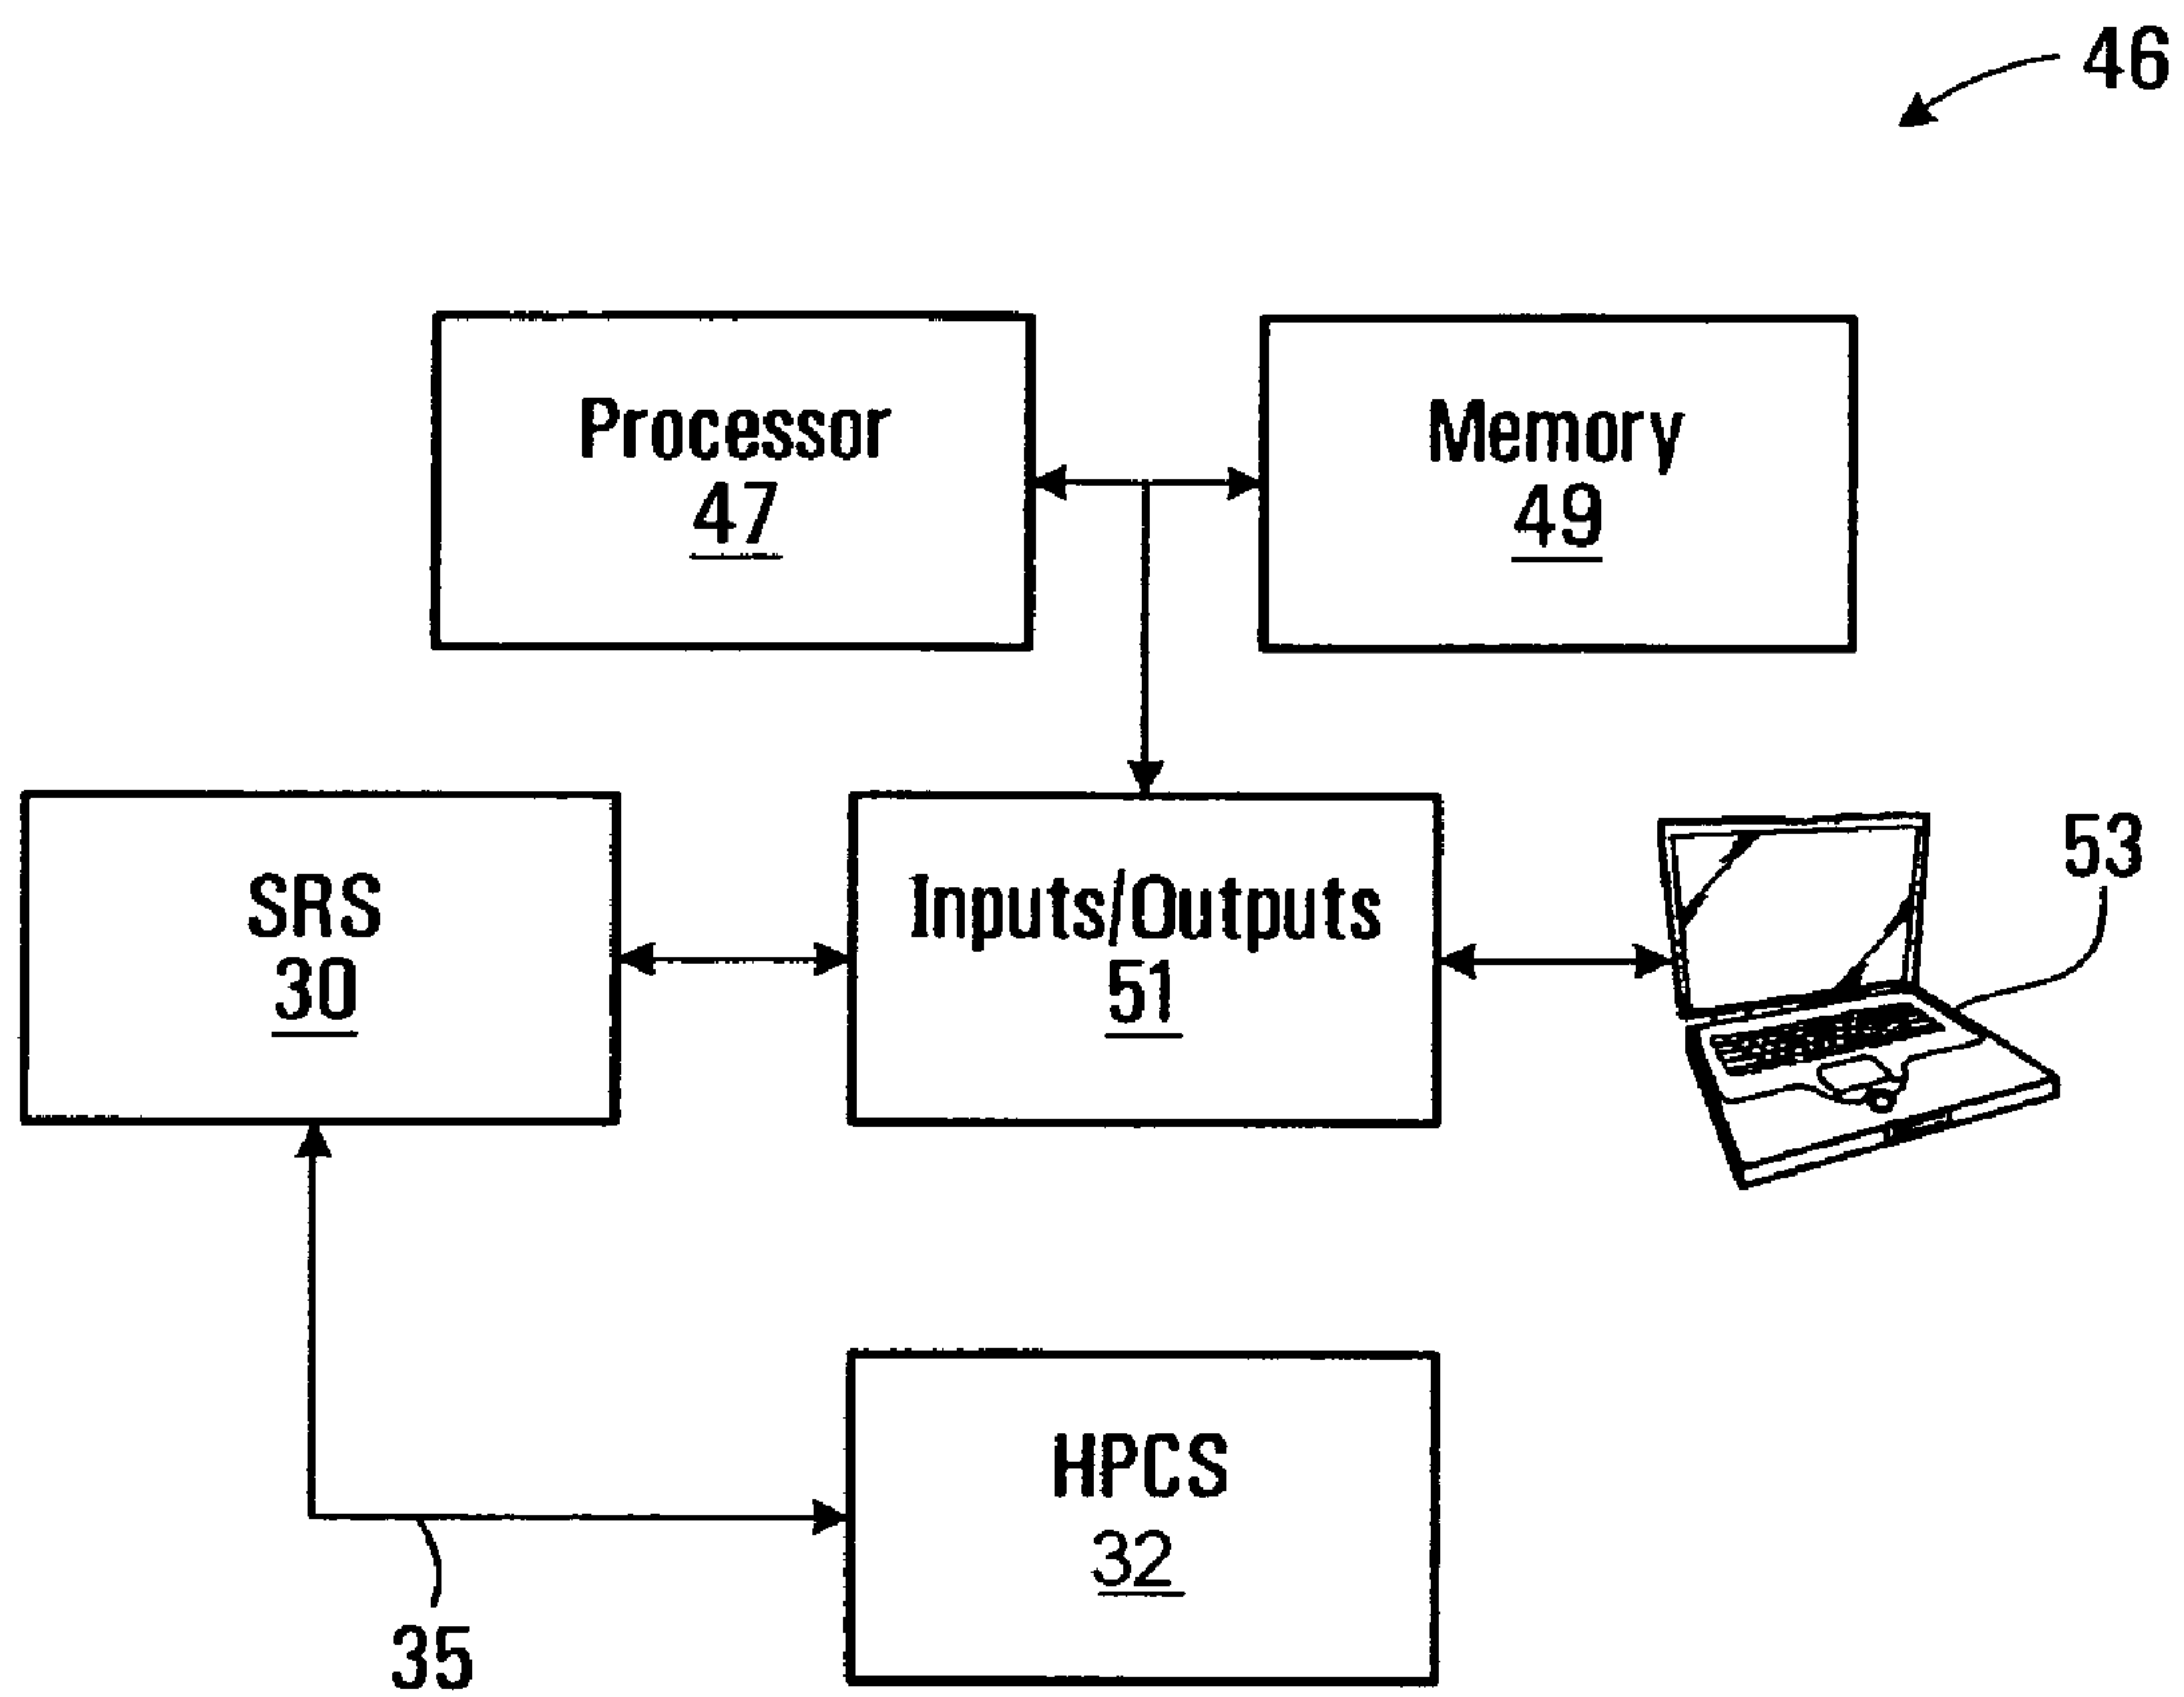 46
Processor
47
Memory
49
SRS
30
Inputs/Outputs
51
53
HPCS
32
35